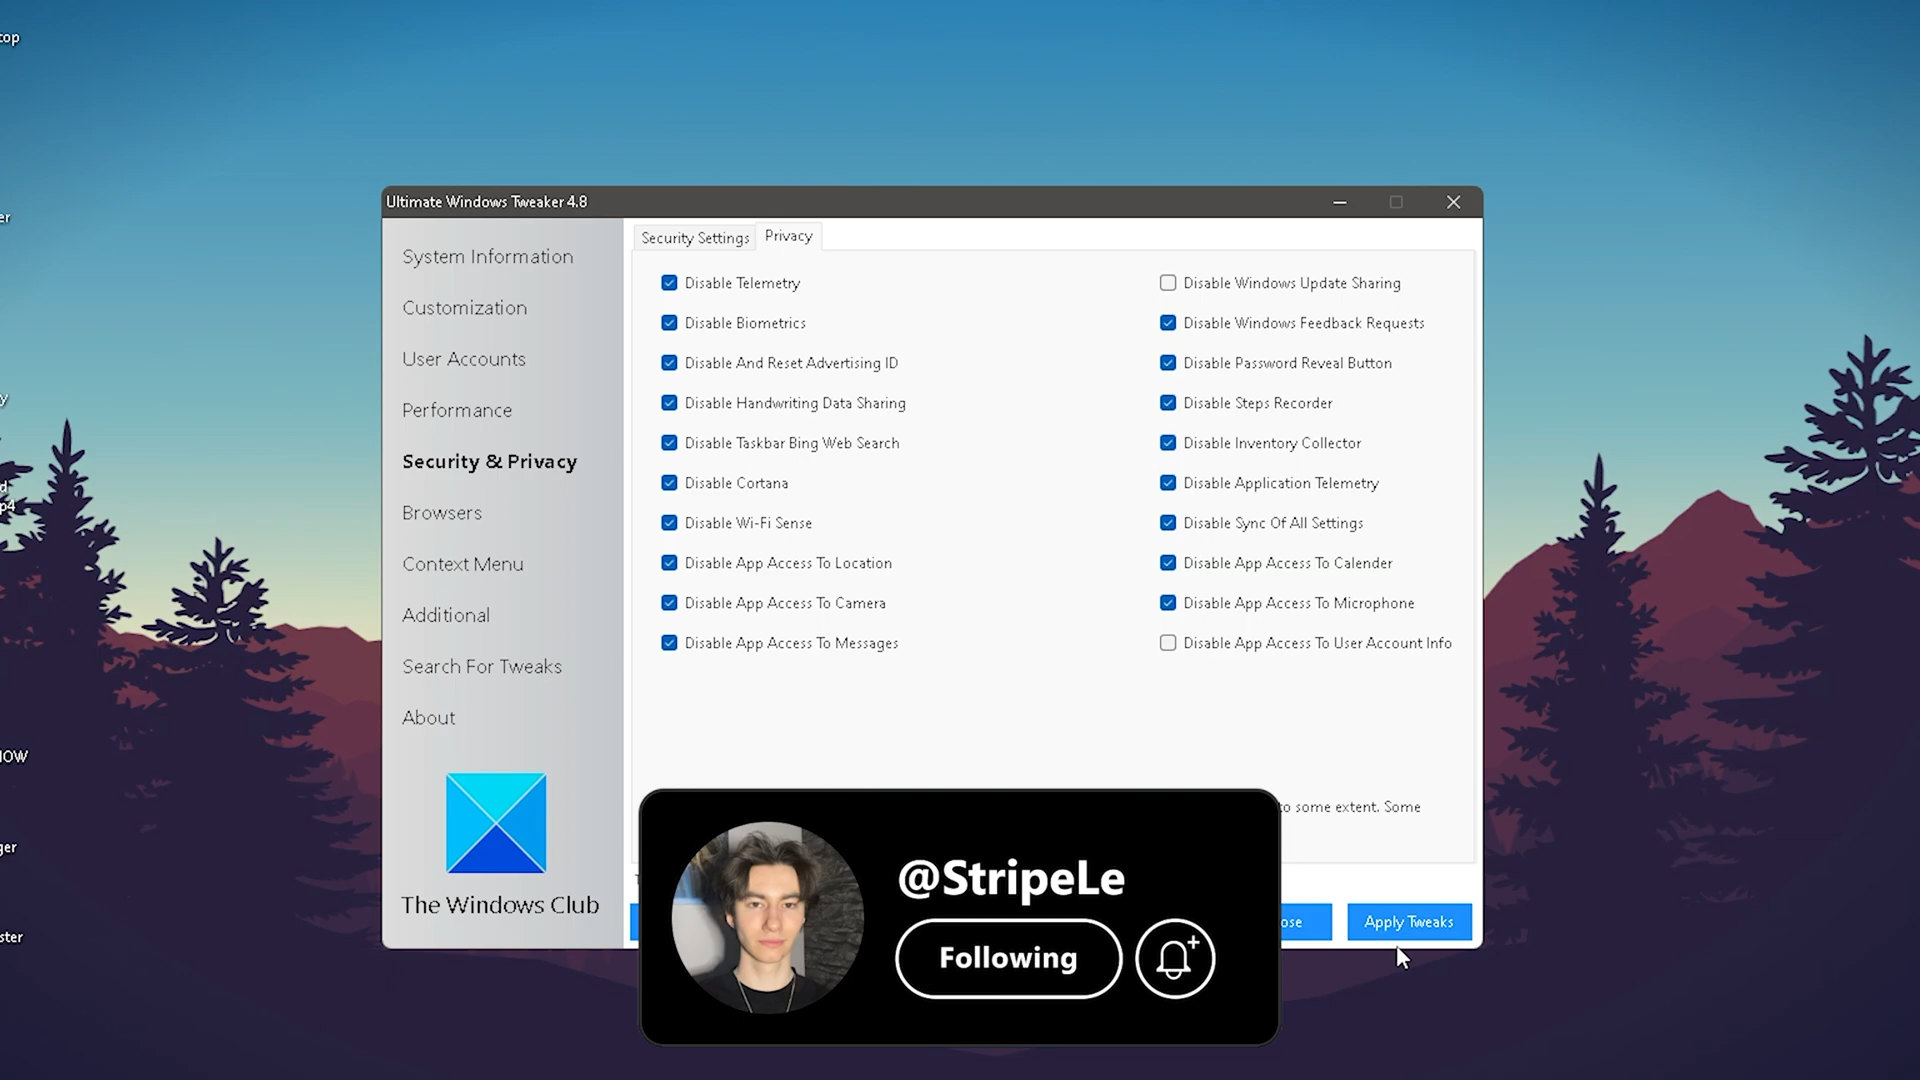 top
er
y
d
p4
IOW
ger
ster
Ultimate Windows Tweaker 4.8
System Information
Customization
User Accounts
Performance
Security & Privacy
Browsers
Context Menu
Additional
Search For Tweaks
About
The Windows Club
Security Settings
Privacy
Disable Telemetry
Disable Biometrics
Disable And Reset Advertising ID
Disable Handwriting Data Sharing
Disable Taskbar Bing Web Search
Disable Cortana
Disable Wi-Fi Sense
Disable App Access To Location
Disable App Access To Camera
Disable App Access To Messages
Disable Windows Update Sharing
Disable Windows Feedback Requests
Disable Password Reveal Button
Disable Steps Recorder
Disable Inventory Collector
Disable Application Telemetry
Disable Sync Of All Settings
Disable App Access To Calender
Disable App Access To Microphone
Disable App Access To User Account Info
to some extent. Some
ose
Apply Tweaks
@StripeLe
Following